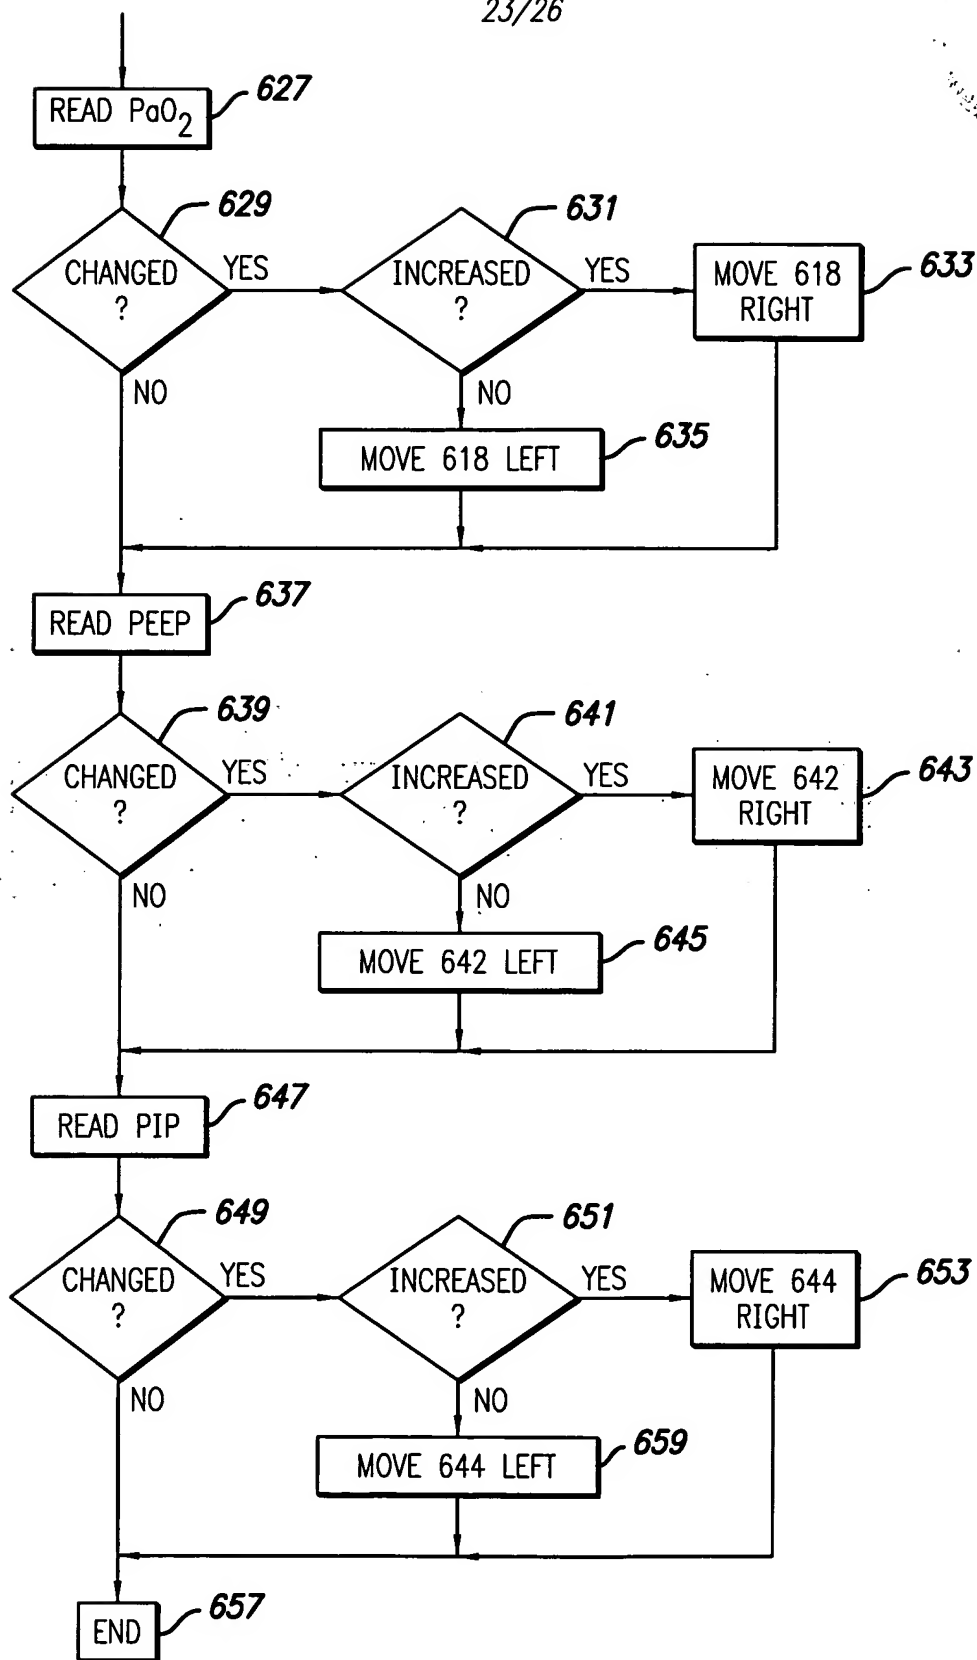 23/26
READ PaO2
627
CHANGED
?
629
YES
NO
INCREASED
?
631
YES
NO
MOVE 618
RIGHT
633
MOVE 618 LEFT
635
READ PEEP
637
CHANGED
?
639
YES
NO
INCREASED
?
641
YES
NO
MOVE 642
RIGHT
643
MOVE 642 LEFT
645
READ PIP
647
CHANGED
?
649
YES
NO
INCREASED
?
651
YES
NO
MOVE 644
RIGHT
653
MOVE 644 LEFT
659
END
657